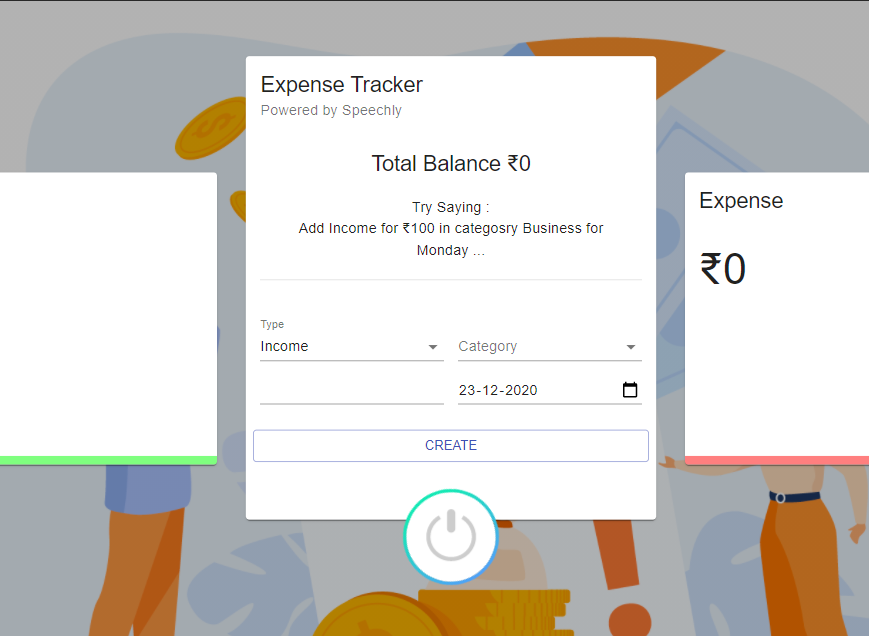 Expense Tracker
Powered by Speechly
Total Balance ₹0
Try Saying :
Add Income for ₹100 in categosry Business for
Monday ...
Type
Income
Category
23-12-2020
CREATE
Expense
₹0